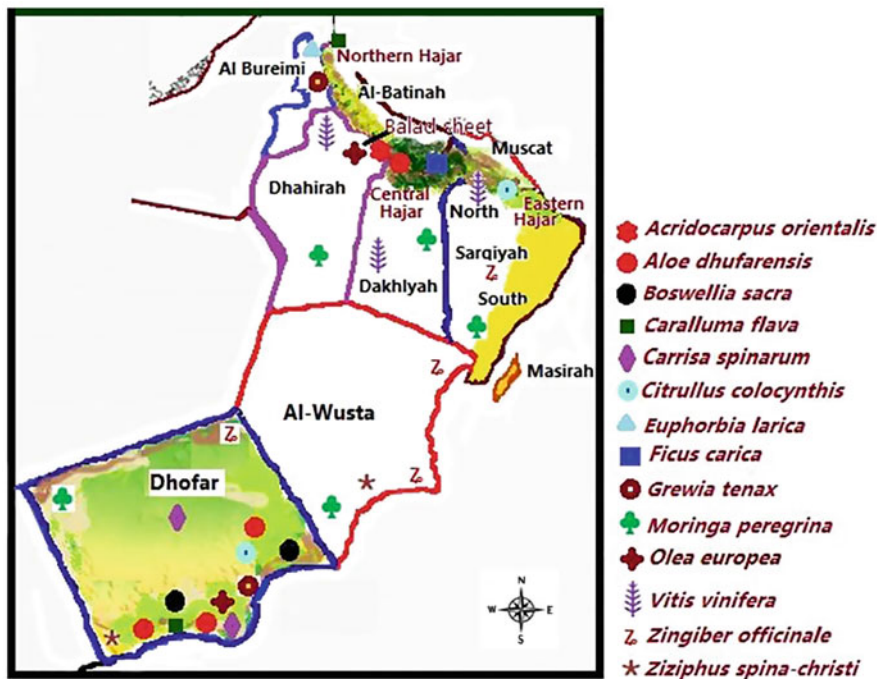 Northern Hajar
Al Bureimi
Al-Batinah
Balad cheet
Muscat
Dhahirah
Central
Hajar
North
Eastern
Hajar
Sarqiyah
Dakhlyah
South
Masirah
Al-Wusta
Dhofar
N
W E
S
Acridocarpus orientalis
Aloe dhufarensis
Boswellia sacra
Caralluma flava
Carrisa spinarum
Citrullus colocynthis
Euphorbia larica
Ficus carica
Grewia tenax
Moringa peregrina
Olea europea
Vitis vinifera
Zingiber officinale
Ziziphus spina-christi